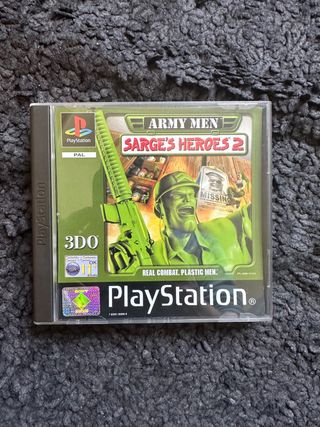 PlayStation
PAL
ARMY MEN
SARGE'S HEROES 2
MISSING
3DO
REAL COMBAT. PLASTIC MEN.
PlayStation
PlayStation